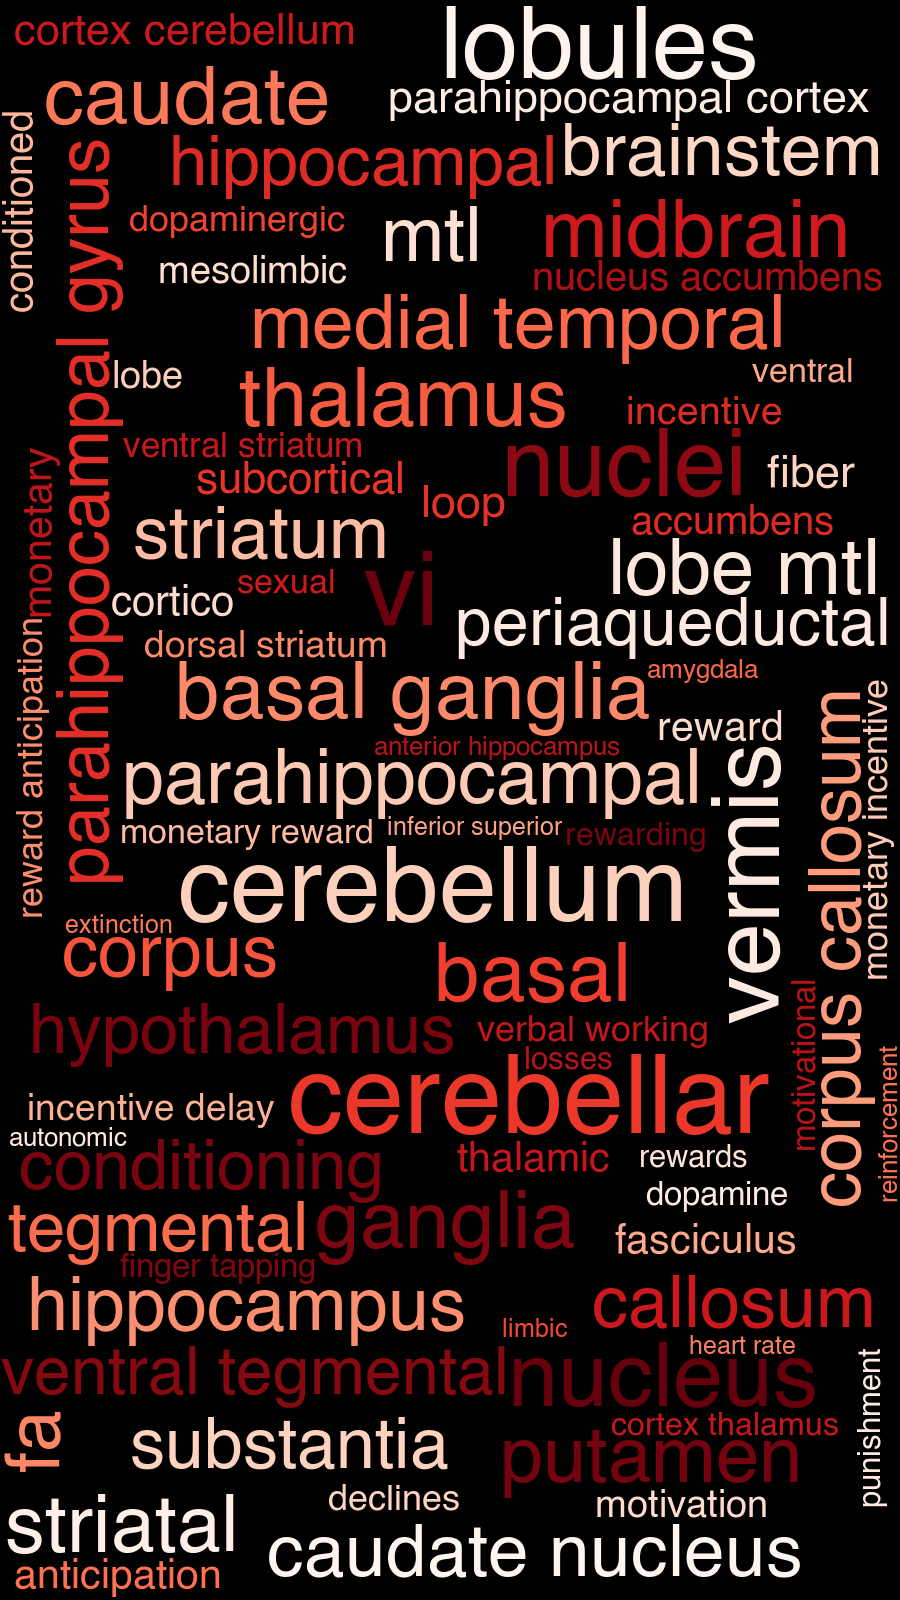 cortex cerebellum
lobules
caudate
parahippocampal cortex
conditioned
hippocampal
brainstem
parahippocampal gyrus
dopaminergic
mtl
midbrain
mesolimbic
nucleus accumbens
medial temporal
lobe
thalamus
ventral
incentive
ventral striatum
nuclei
monetary
subcortical
fiber
loop
accumbens
striatum
lobe mtl
vi
sexual
cortico
periaqueductal
dorsal striatum
reward anticipation
basal ganglia
amygdala
reward
corpus callosum
monetary incentive
anterior hippocampus
parahippocampal
vermis
monetary reward
inferior superior
rewarding
cerebellum
extinction
corpus
basal
hypothalamus
verbal working
motivational
losses
cerebellar
reinforcement
incentive delay
autonomic
conditioning
thalamic
rewards
dopamine
tegmental
ganglia
fasciculus
finger tapping
hippocampus
callosum
limbic
heart rate
ventral tegmental
nucleus
punishment
fa
substantia
cortex thalamus
putamen
declines
motivation
striatal
caudate nucleus
anticipation